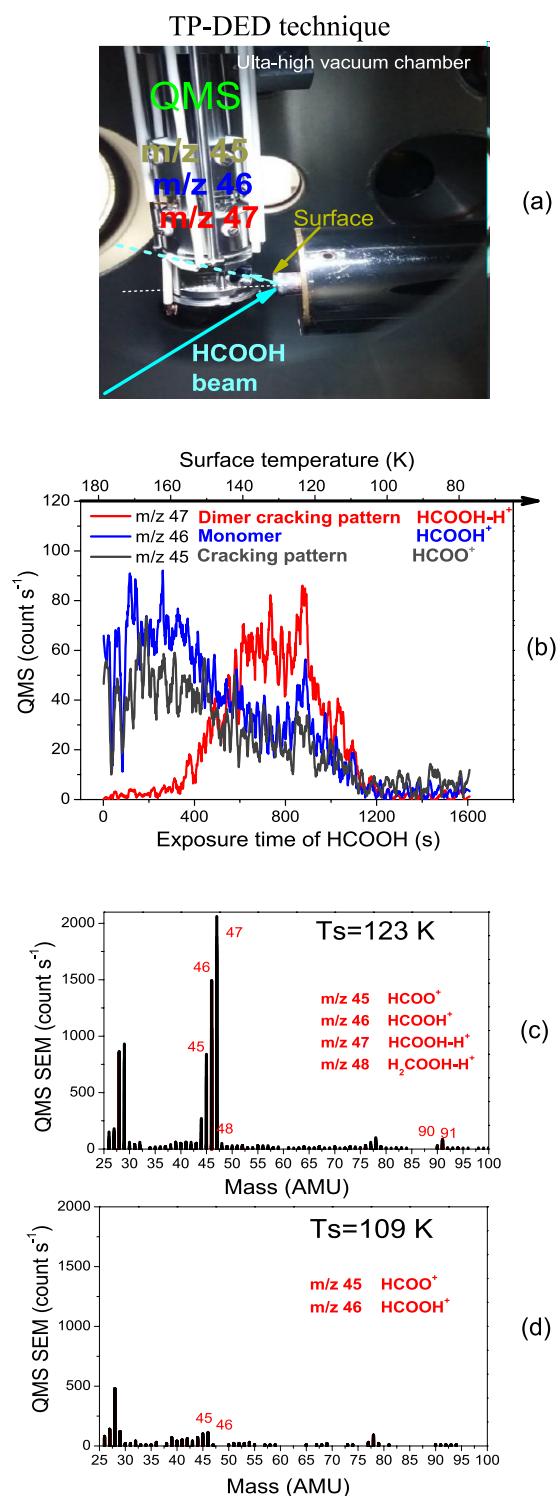 TP-DED technique
Ulta-high vacuum chamber
QMS
m/z 45
m/z 46
m/z 47
Surface
HCOOH
beam
(a)
Surface temperature (K)
180 160 140 120 100 80
120
100
80
60
40
20
0
QMS (count s⁻¹)
m/z 47 Dimer cracking pattern HCOOH-H⁺
m/z 46 Monomer HCOOH⁺
m/z 45 Cracking pattern HCOO⁺
(b)
0 400 800 1200 1600
Exposure time of HCOOH (s)
Ts=123 K
2000
1500
1000
500
0
QMS SEM (count s⁻¹)
47
46
45
48
90
91
m/z 45 HCOO⁺
m/z 46 HCOOH⁺
m/z 47 HCOOH-H⁺
m/z 48 H₂COOH-H⁺
(c)
25 30 35 40 45 50 55 60 65 70 75 80 85 90 95 100
Mass (AMU)
Ts=109 K
2000
1500
1000
500
0
QMS SEM (count s⁻¹)
m/z 45 HCOO⁺
m/z 46 HCOOH⁺
45
46
(d)
25 30 35 40 45 50 55 60 65 70 75 80 85 90 95 100
Mass (AMU)